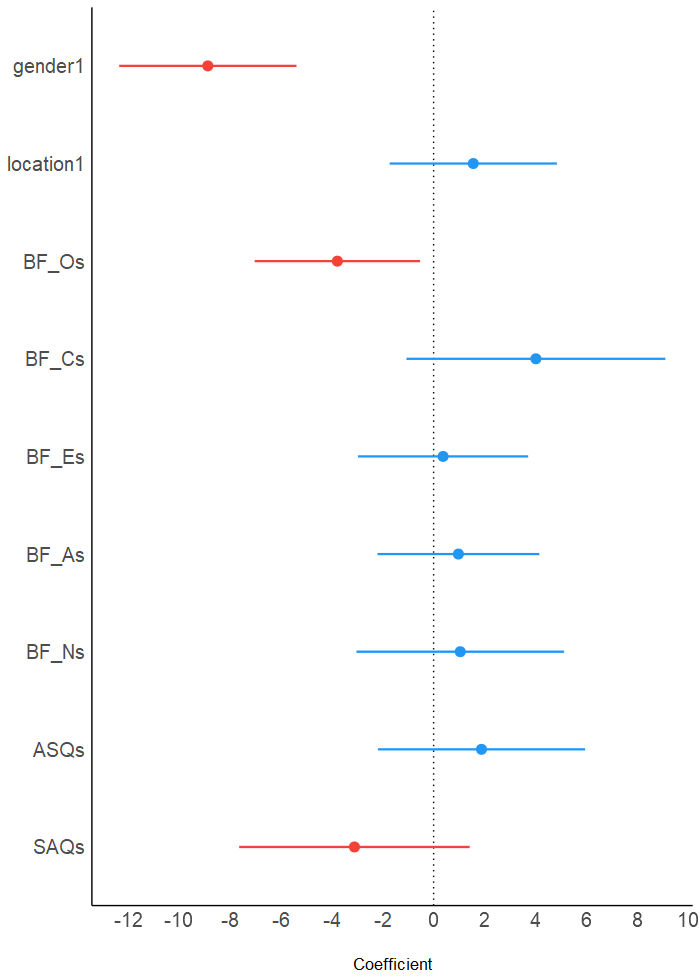 gender1
location1
BF_Os
BF_Cs
BF_Es
BF_As
BF_Ns
ASQs
SAQs
-12 -10 -8 -6 -4 -2 0 2 4 6 8 10
Coefficient